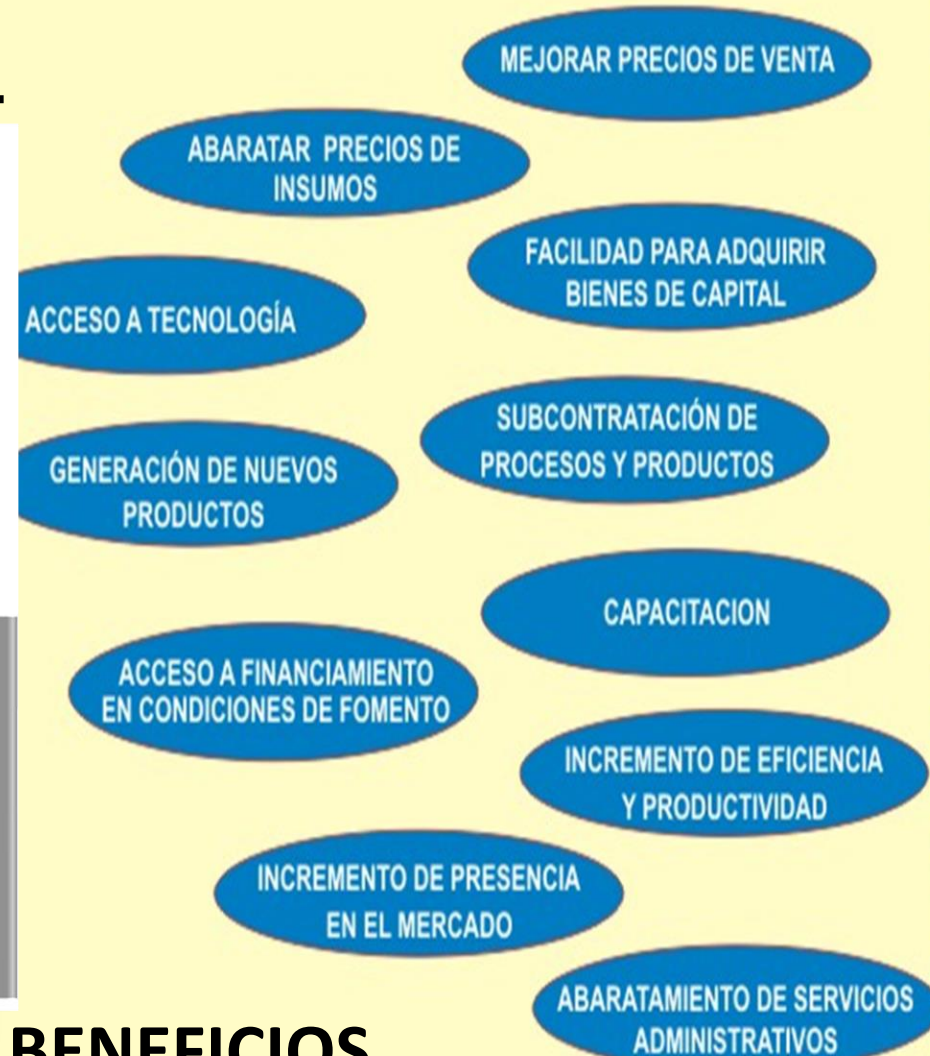 MEJORAR PRECIOS DE VENTA
ABARATAR PRECIOS DE
INSUMOS
FACILIDAD PARA ADQUIRIR
BIENES DE CAPITAL
ACCESO A TECNOLOGÍA
SUBCONTRATACIÓN DE
PROCESOS Y PRODUCTOS
GENERACIÓN DE NUEVOS
PRODUCTOS
CAPACITACION
ACCESO A FINANCIAMIENTO
EN CONDICIONES DE FOMENTO
INCREMENTO DE EFICIENCIA
Y PRODUCTIVIDAD
INCREMENTO DE PRESENCIA
EN EL MERCADO
ABARATAMIENTO DE SERVICIOS
ADMINISTRATIVOS
BENEFICIOS